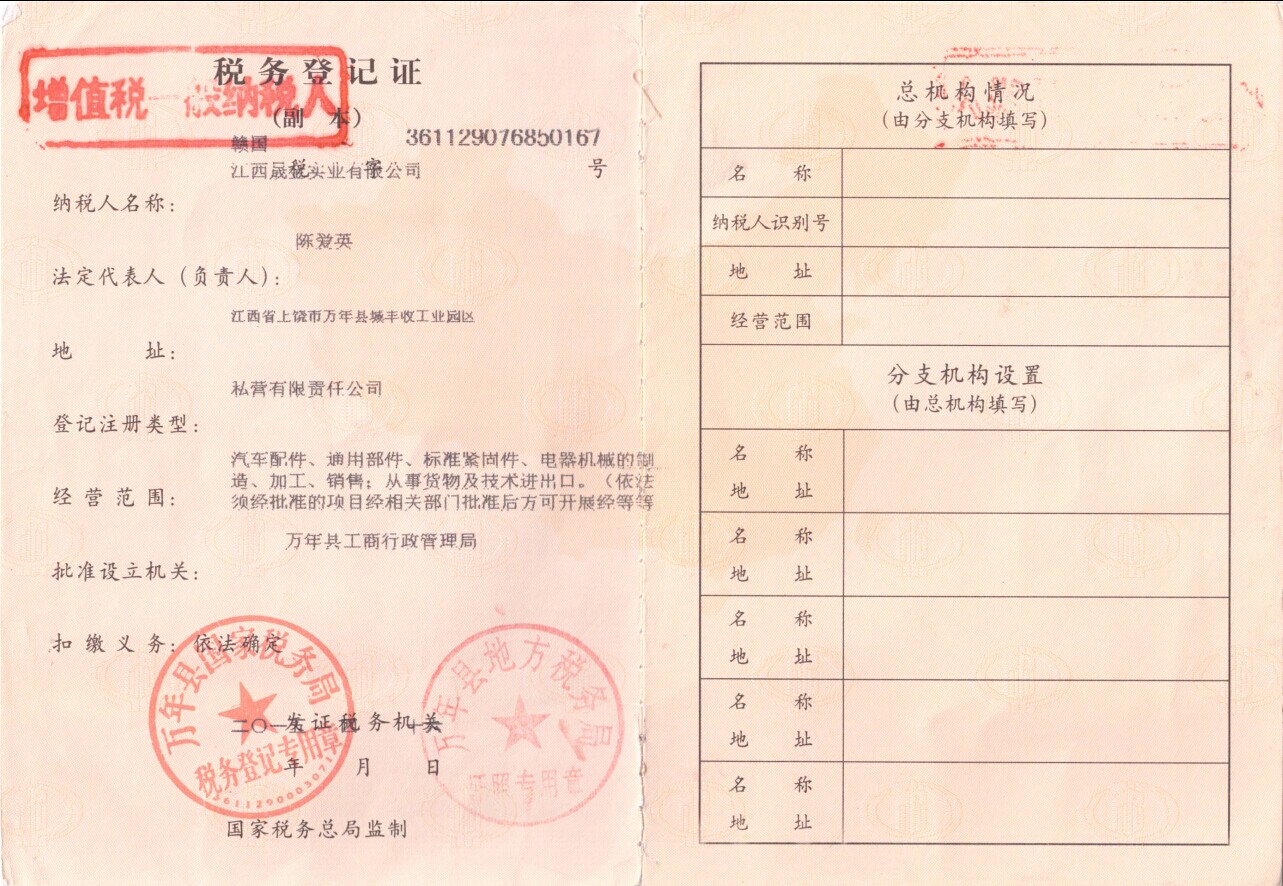 增值税一般纳税人
税务登记证
(副 本)
赣国
361129076850167
江西晟玺实业有限公司
税 字 号
纳税人名称：
陈爱英
法定代表人（负责人）：
江西省上饶市万年县城丰收工业园区
地 址：
私营有限责任公司
登记注册类型：
汽车配件、通用部件、标准紧固件、电器机械的制
造、加工、销售；从事货物及技术进出口。（依法
须经批准的项目经相关部门批准后方可开展经等等
经营范围：
万年县工商行政管理局
批准设立机关：
扣缴义务：依法确定
万年县国家税务局
税务登记专用章
万年县地方税务局
证照专用章
发证税务机关
年 月 日
国家税务总局监制
总机构情况
(由分支机构填写)
名 称
纳税人识别号
地 址
经营范围
分支机构设置
(由总机构填写)
名 称
地 址
名 称
地 址
名 称
地 址
名 称
地 址
名 称
地 址